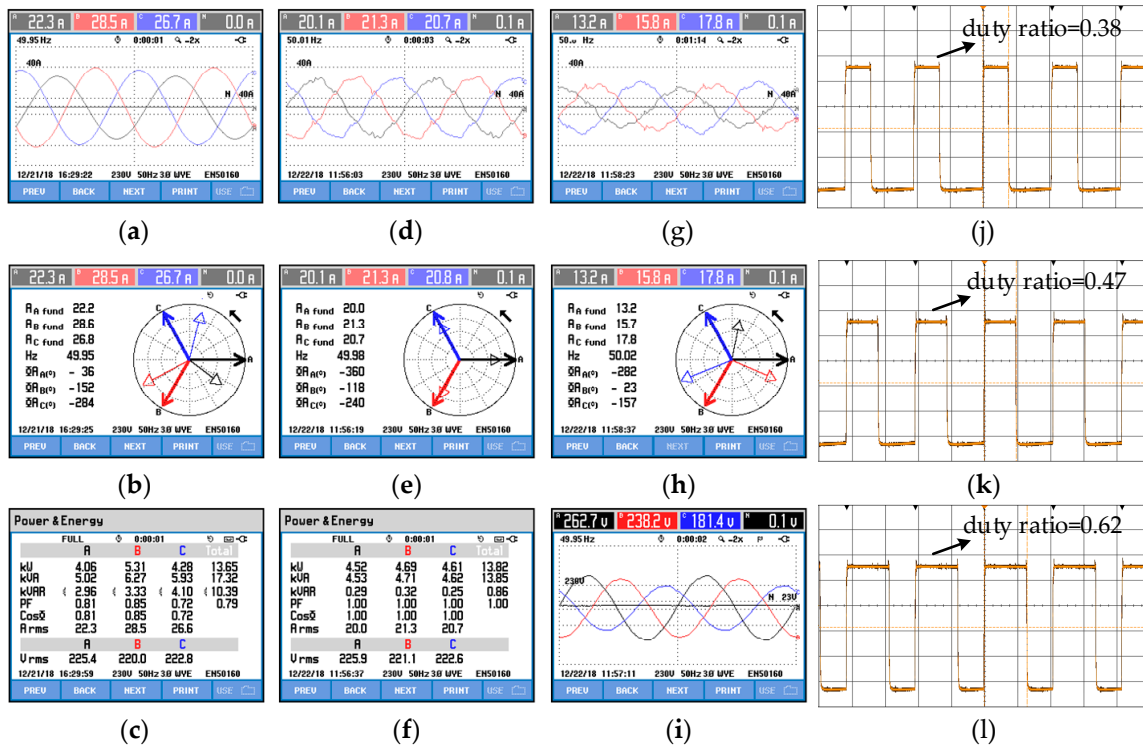 A 22.3 A B 28.5 A C 26.7 A N 0.0 A
49.95 Hz 0:00:01 -2x
40A
N 40A
12/21/18 16:29:22 230V 50Hz 3Ø WYE EN50160
PREV BACK NEXT PRINT USE
(a)
A 20.1 A B 21.3 A C 20.7 A N 0.1 A
50.01 Hz 0:00:03 -2x
40A
N 40A
12/22/18 11:56:03 230V 50Hz 3Ø WYE EN50160
PREV BACK NEXT PRINT USE
(d)
A 13.2 A B 15.8 A C 17.8 A N 0.1 A
Hz 0:01:14 -2x
40A
N 40A
12/22/18 11:58:23 230V 50Hz 3Ø WYE EN50160
PREV BACK NEXT PRINT USE
(g)
duty ratio=0.38
(j)
A 22.3 A B 28.5 A C 26.7 A N 0.0 A
A A fund 22.2
A B fund 28.6
A C fund 26.8
Hz 49.95
ΦA A(°) - 36
ΦA B(°) -152
ΦA C(°) -284
C
A
B
12/21/18 16:29:25 230V 50Hz 3Ø WYE EN50160
PREV BACK NEXT PRINT USE
(b)
A 20.1 A B 21.3 A C 20.8 A N 0.1 A
A A fund 20.0
A B fund 21.3
A C fund 20.7
Hz 49.98
ΦA A(°) -360
ΦA B(°) -118
ΦA C(°) -240
C
A
B
12/22/18 11:56:19 230V 50Hz 3Ø WYE EN50160
PREV BACK NEXT PRINT USE
(e)
A 13.2 A B 15.8 A C 17.8 A N 0.1 A
A A fund 13.2
A B fund 15.7
A C fund 17.8
Hz 50.02
ΦA A(°) -282
ΦA B(°) - 23
ΦA C(°) -157
C
A
B
12/22/18 11:58:37 230V 50Hz 3Ø WYE EN50160
PREV BACK NEXT PRINT USE
(h)
duty ratio=0.47
(k)
Power & Energy
FULL 0:00:01
A B C Total
kW 4.06 5.31 4.28 13.65
kVA 5.02 6.27 5.93 17.32
kVAR ( 2.96 ( 3.33 ( 4.10 ( 10.39
PF 0.81 0.85 0.72 0.79
CosΦ 0.81 0.85 0.72
A rms 22.3 28.5 26.6
A B C
V rms 225.4 220.0 222.8
12/21/18 16:29:59 230V 50Hz 3Ø WYE EN50160
PREV BACK NEXT PRINT USE
(c)
Power & Energy
FULL 0:00:01
A B C Total
kW 4.52 4.69 4.61 13.82
kVA 4.53 4.71 4.62 13.85
kVAR 0.29 0.32 0.25 0.86
PF 1.00 1.00 1.00 1.00
CosΦ 1.00 1.00 1.00
A rms 20.0 21.3 20.7
A B C
V rms 225.9 221.1 222.6
12/22/18 11:56:37 230V 50Hz 3Ø WYE EN50160
PREV BACK NEXT PRINT USE
(f)
A 262.7 V B 238.2 V C 181.4 V 0.1 V
49.95 Hz 0:00:02 -2x
230V
N 23V
12/22/18 11:57:11 230V 50Hz 3Ø WYE EN50160
PREV BACK NEXT PRINT USE
(i)
duty ratio=0.62
(l)